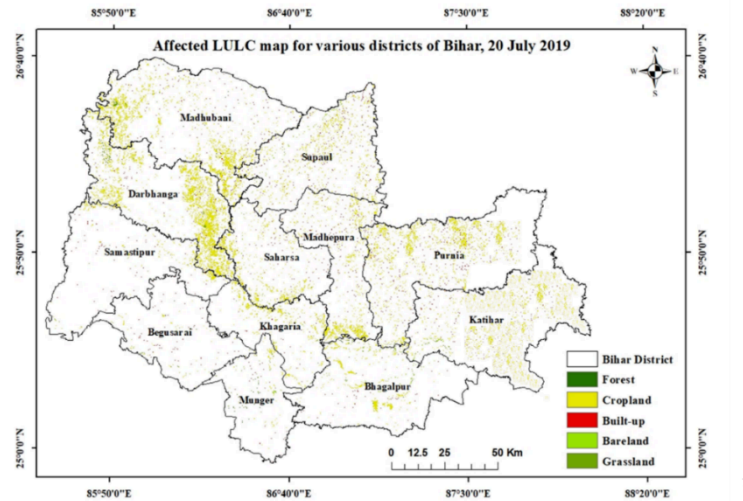 85°50'0"E 86°40'0"E 87°30'0"E 88°20'0"E
Affected LULC map for various districts of Bihar, 20 July 2019
26°40'0"N
26°40'0"N
N
W E
S
Madhubani
Supaul
Darbhanga
Madhepura
Samastipur
Saharsa
Purnia
25°50'0"N
25°50'0"N
Begusarai
Khagaria
Katihar
Munger
Bhagalpur
Bihar District
Forest
Cropland
Built-up
Bareland
Grassland
0 12.5 25 50 Km
25°0'0"N
25°0'0"N
85°50'0"E 86°40'0"E 87°30'0"E 88°20'0"E